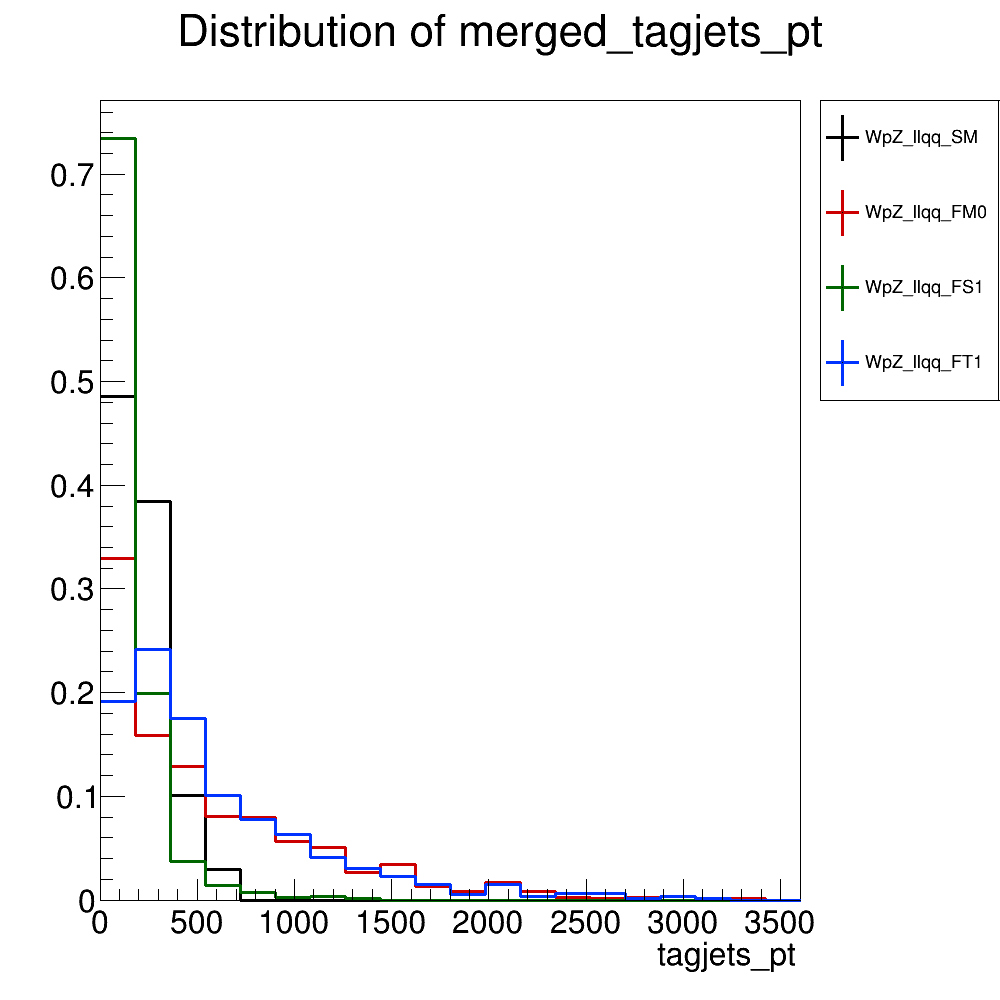 Distribution of merged_tagjets_pt
WpZ_llqq_SM
WpZ_llqq_FM0
WpZ_llqq_FS1
WpZ_llqq_FT1
0.7
0.6
0.5
0.4
0.3
0.2
0.1
0
0 500 1000 1500 2000 2500 3000 3500
tagjets_pt